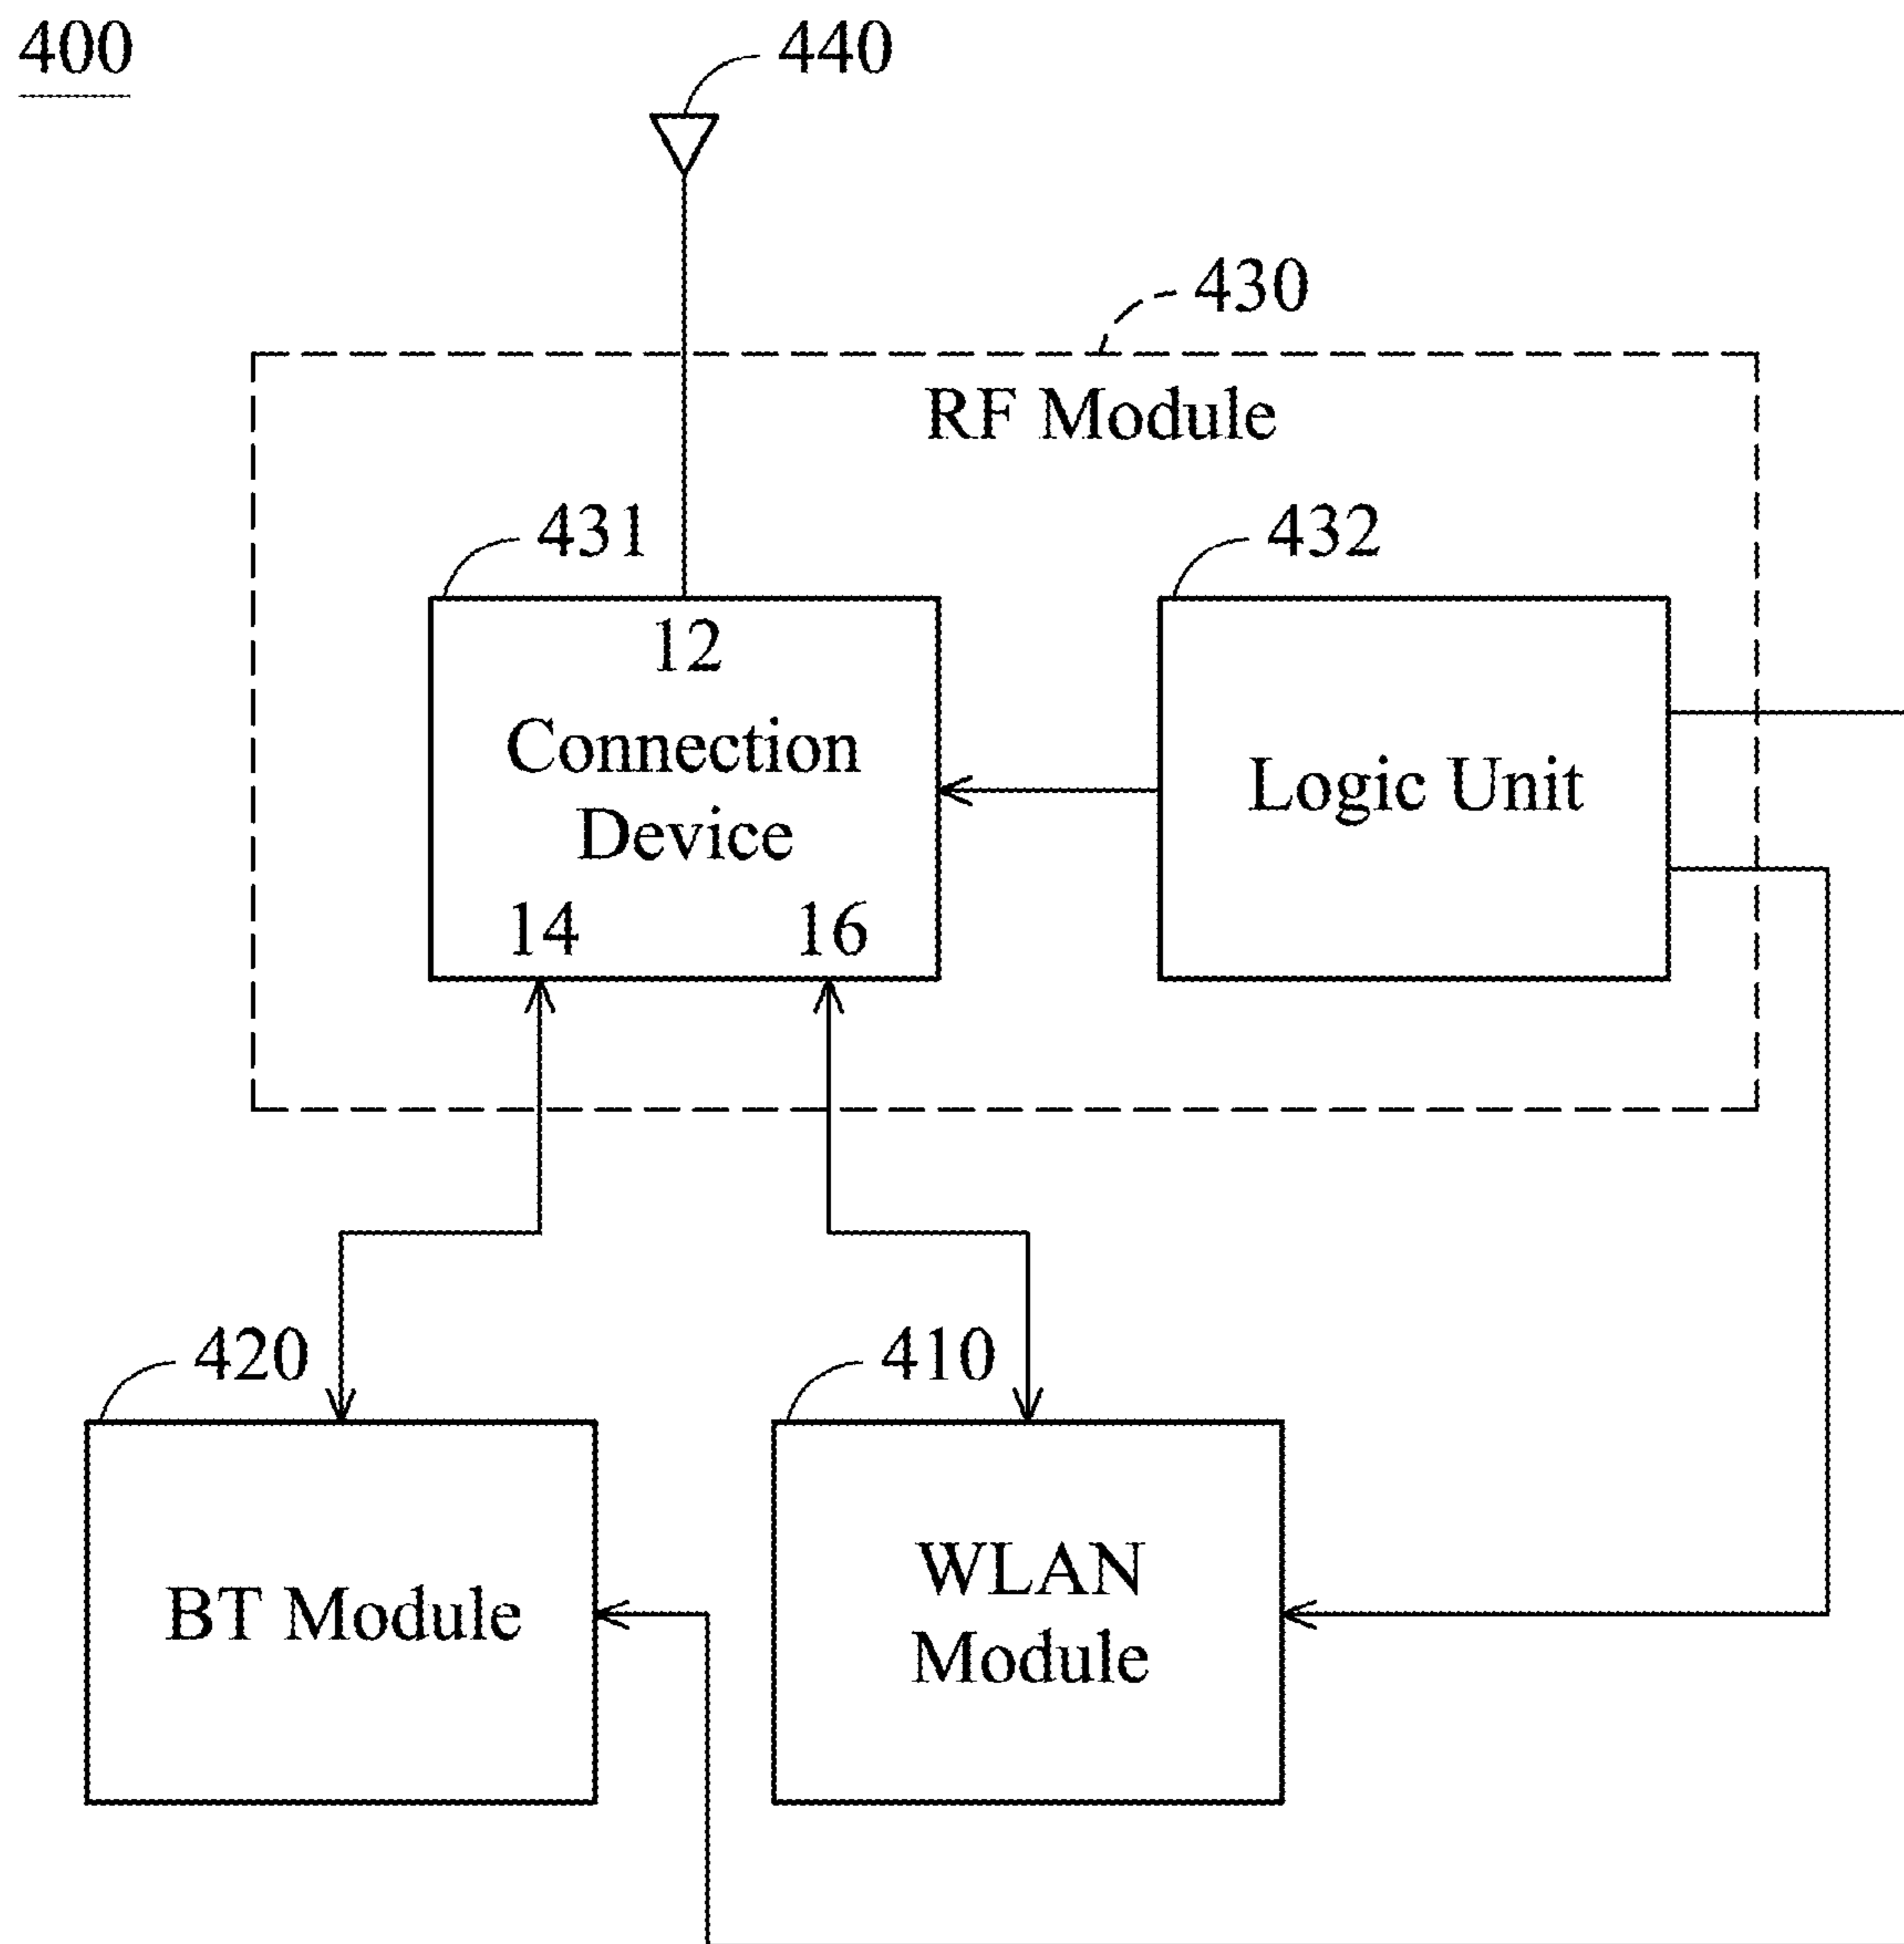 400
440
430
RF Module
431
432
12
Connection
Device
14
16
Logic Unit
420
410
BT Module
WLAN
Module